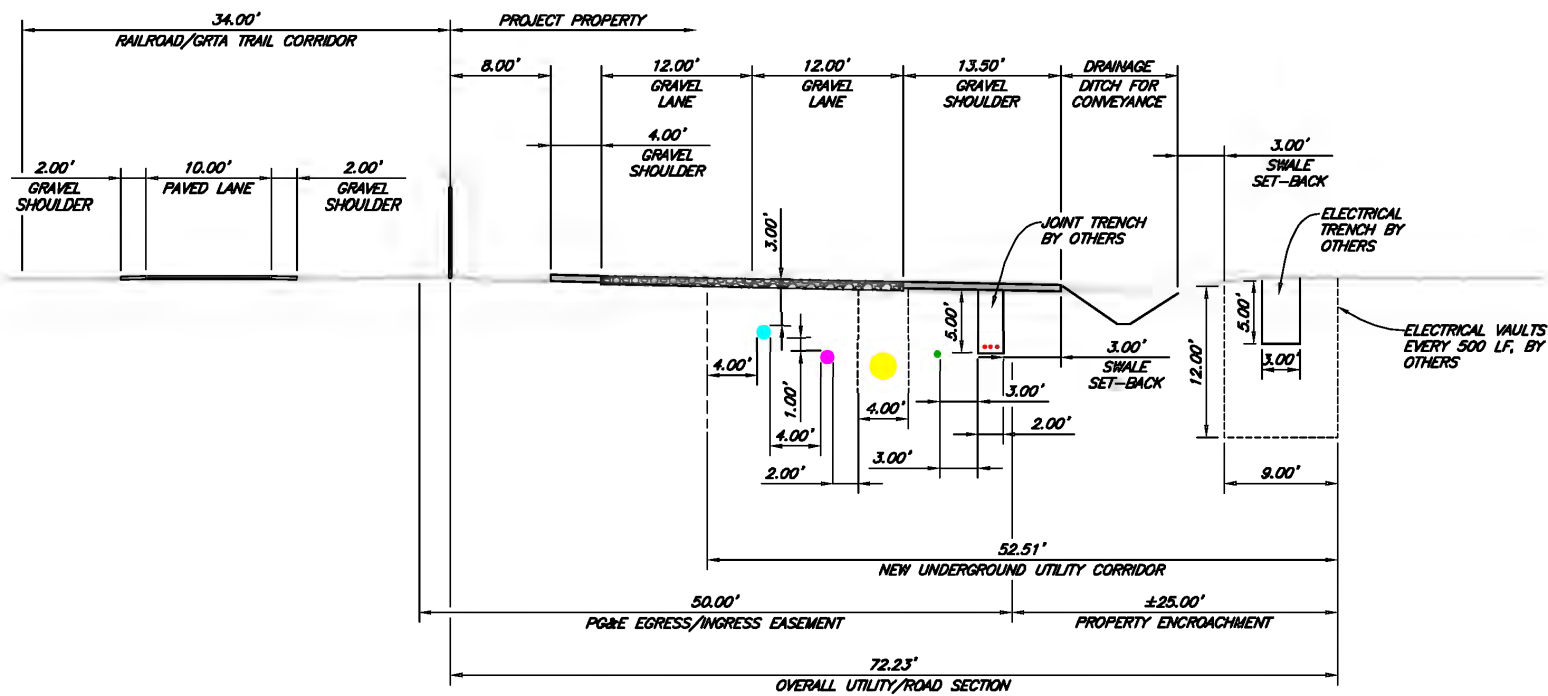 34.00'
RAILROAD/GRTA TRAIL CORRIDOR
PROJECT PROPERTY
8.00'
12.00'
GRAVEL
LANE
12.00'
GRAVEL
LANE
13.50'
GRAVEL
SHOULDER
DRAINAGE
DITCH FOR
CONVEYANCE
4.00'
GRAVEL
SHOULDER
3.00'
SWALE
SET-BACK
2.00'
GRAVEL
SHOULDER
10.00'
PAVED LANE
2.00'
GRAVEL
SHOULDER
3.00'
JOINT TRENCH
BY OTHERS
ELECTRICAL
TRENCH BY
OTHERS
5.00'
5.00'
3.00'
12.00'
ELECTRICAL VAULTS
EVERY 500 LF, BY
OTHERS
4.00'
1.00'
4.00'
2.00'
4.00'
3.00'
3.00'
SWALE
SET-BACK
3.00'
2.00'
9.00'
52.51'
NEW UNDERGROUND UTILITY CORRIDOR
50.00'
PG&E EGRESS/INGRESS EASEMENT
±25.00'
PROPERTY ENCROACHMENT
72.23'
OVERALL UTILITY/ROAD SECTION